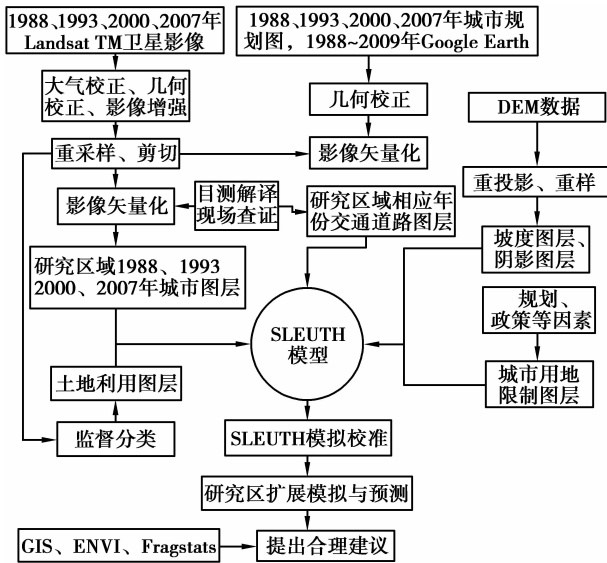 1988、1993、2000、2007年
Landsat TM卫星影像
1988、1993、2000、2007年城市规
划图，1988~2009年Google Earth
大气校正、几何
校正、影像增强
几何校正
DEM数据
重采样、剪切
影像矢量化
重投影、重样
影像矢量化
目测解译
现场查证
研究区域相应年
份交通道路图层
坡度图层、
阴影图层
研究区域1988、1993
2000、2007年城市图层
规划、
政策等因素
SLEUTH
模型
土地利用图层
城市用地
限制图层
监督分类
SLEUTH模拟校准
研究区扩展模拟与预测
GIS、ENVI、Fragstats
提出合理建议